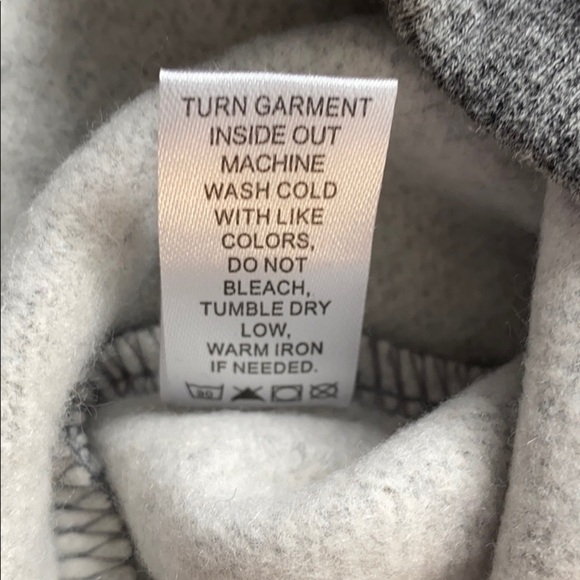 TURN GARMENT
INSIDE OUT
MACHINE
WASH COLD
WITH LIKE
COLORS,
DO NOT
BLEACH,
TUMBLE DRY
LOW,
WARM IRON
IF NEEDED.